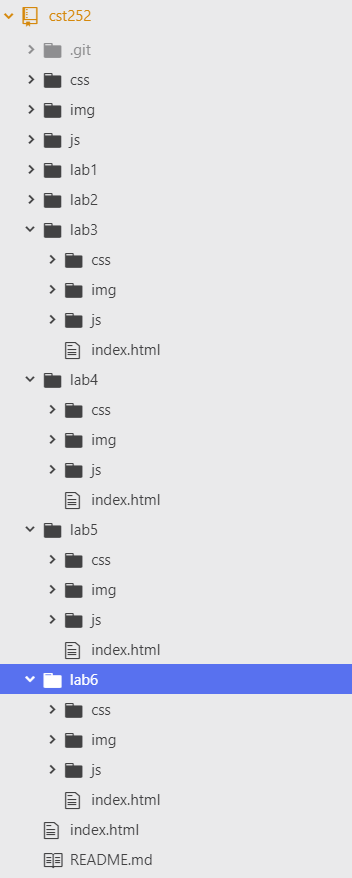 cst252
.git
css
img
js
lab1
lab2
lab3
css
img
js
index.html
lab4
css
img
js
index.html
lab5
css
img
js
index.html
lab6
css
img
js
index.html
index.html
README.md